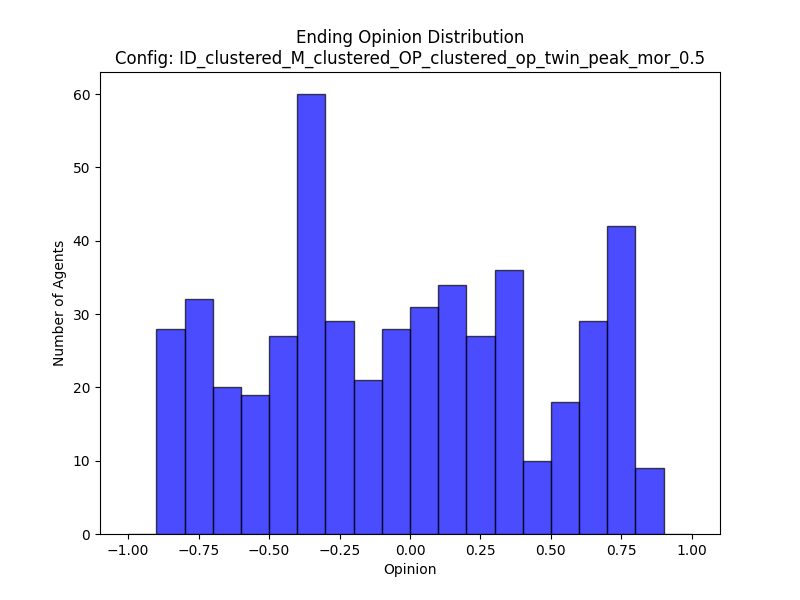 Ending Opinion Distribution
Config: ID_clustered_M_clustered_OP_clustered_op_twin_peak_mor_0.5
60
50
40
30
20
10
0
Number of Agents
−1.00 −0.75 −0.50 −0.25 0.00 0.25 0.50 0.75 1.00
Opinion